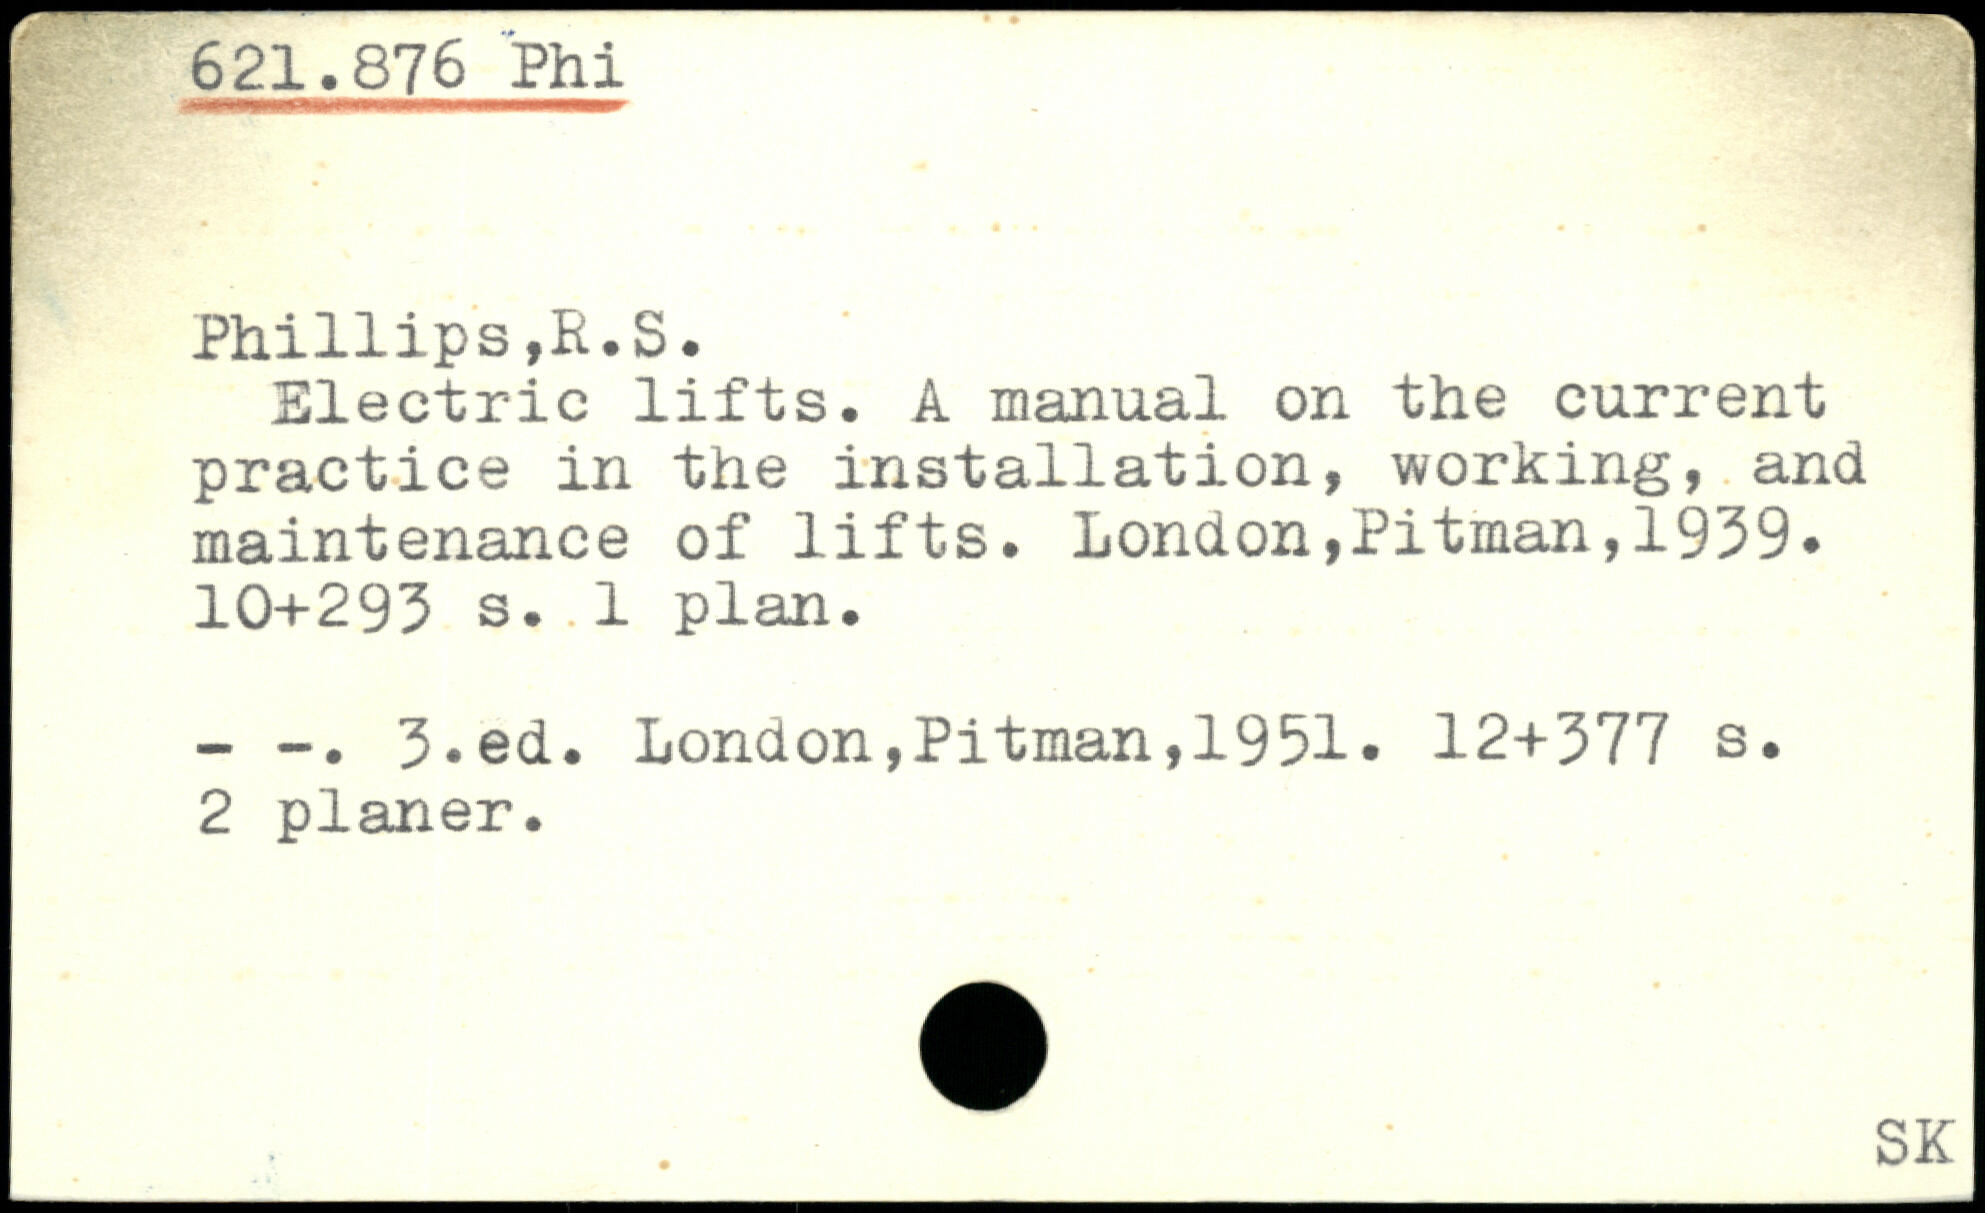 621.876 Phi
Phillips,R.S.
Electric lifts. A manual on the current
practice in the installation, working, and
maintenance of lifts. London,Pitman,1939.
10+293 s. 1 plan.
- -. 3.ed. London,Pitman,1951. 12+377 s.
2 planer.
SK